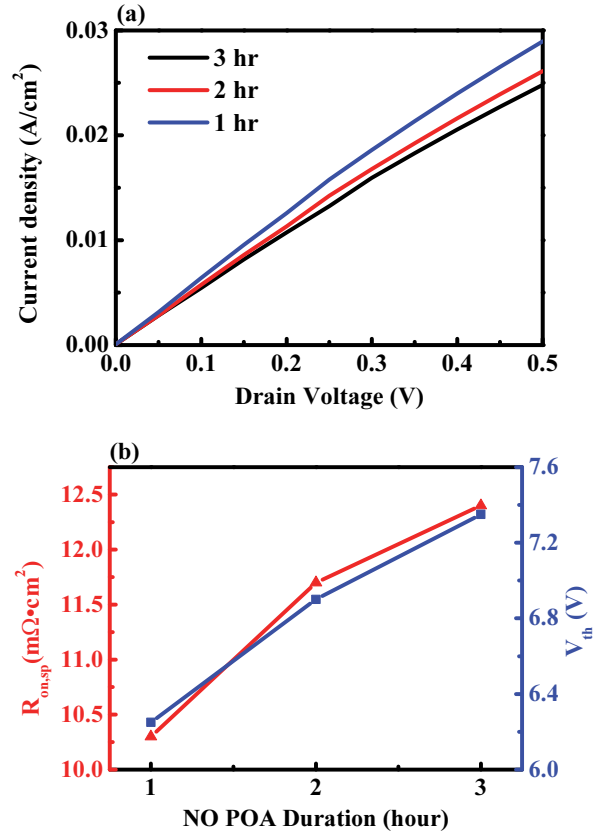 (a)
0.03
3 hr
2 hr
1 hr
0.02
0.01
0.00
Current density (A/cm²)
0.0 0.1 0.2 0.3 0.4 0.5
Drain Voltage (V)
(b)
12.5
12.0
11.5
11.0
10.5
10.0
R_on,sp (mΩ•cm²)
7.6
7.2
6.8
6.4
6.0
V_th (V)
1 2 3
NO POA Duration (hour)